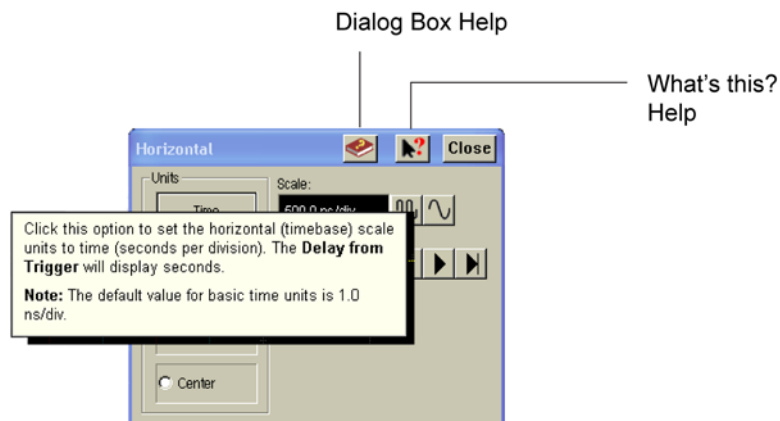 Dialog Box Help
What's this?
Help
Horizontal
Close
Units
Scale:
Click this option to set the horizontal (timebase) scale
units to time (seconds per division). The Delay from
Trigger will display seconds.
Note: The default value for basic time units is 1.0
ns/div.
Center